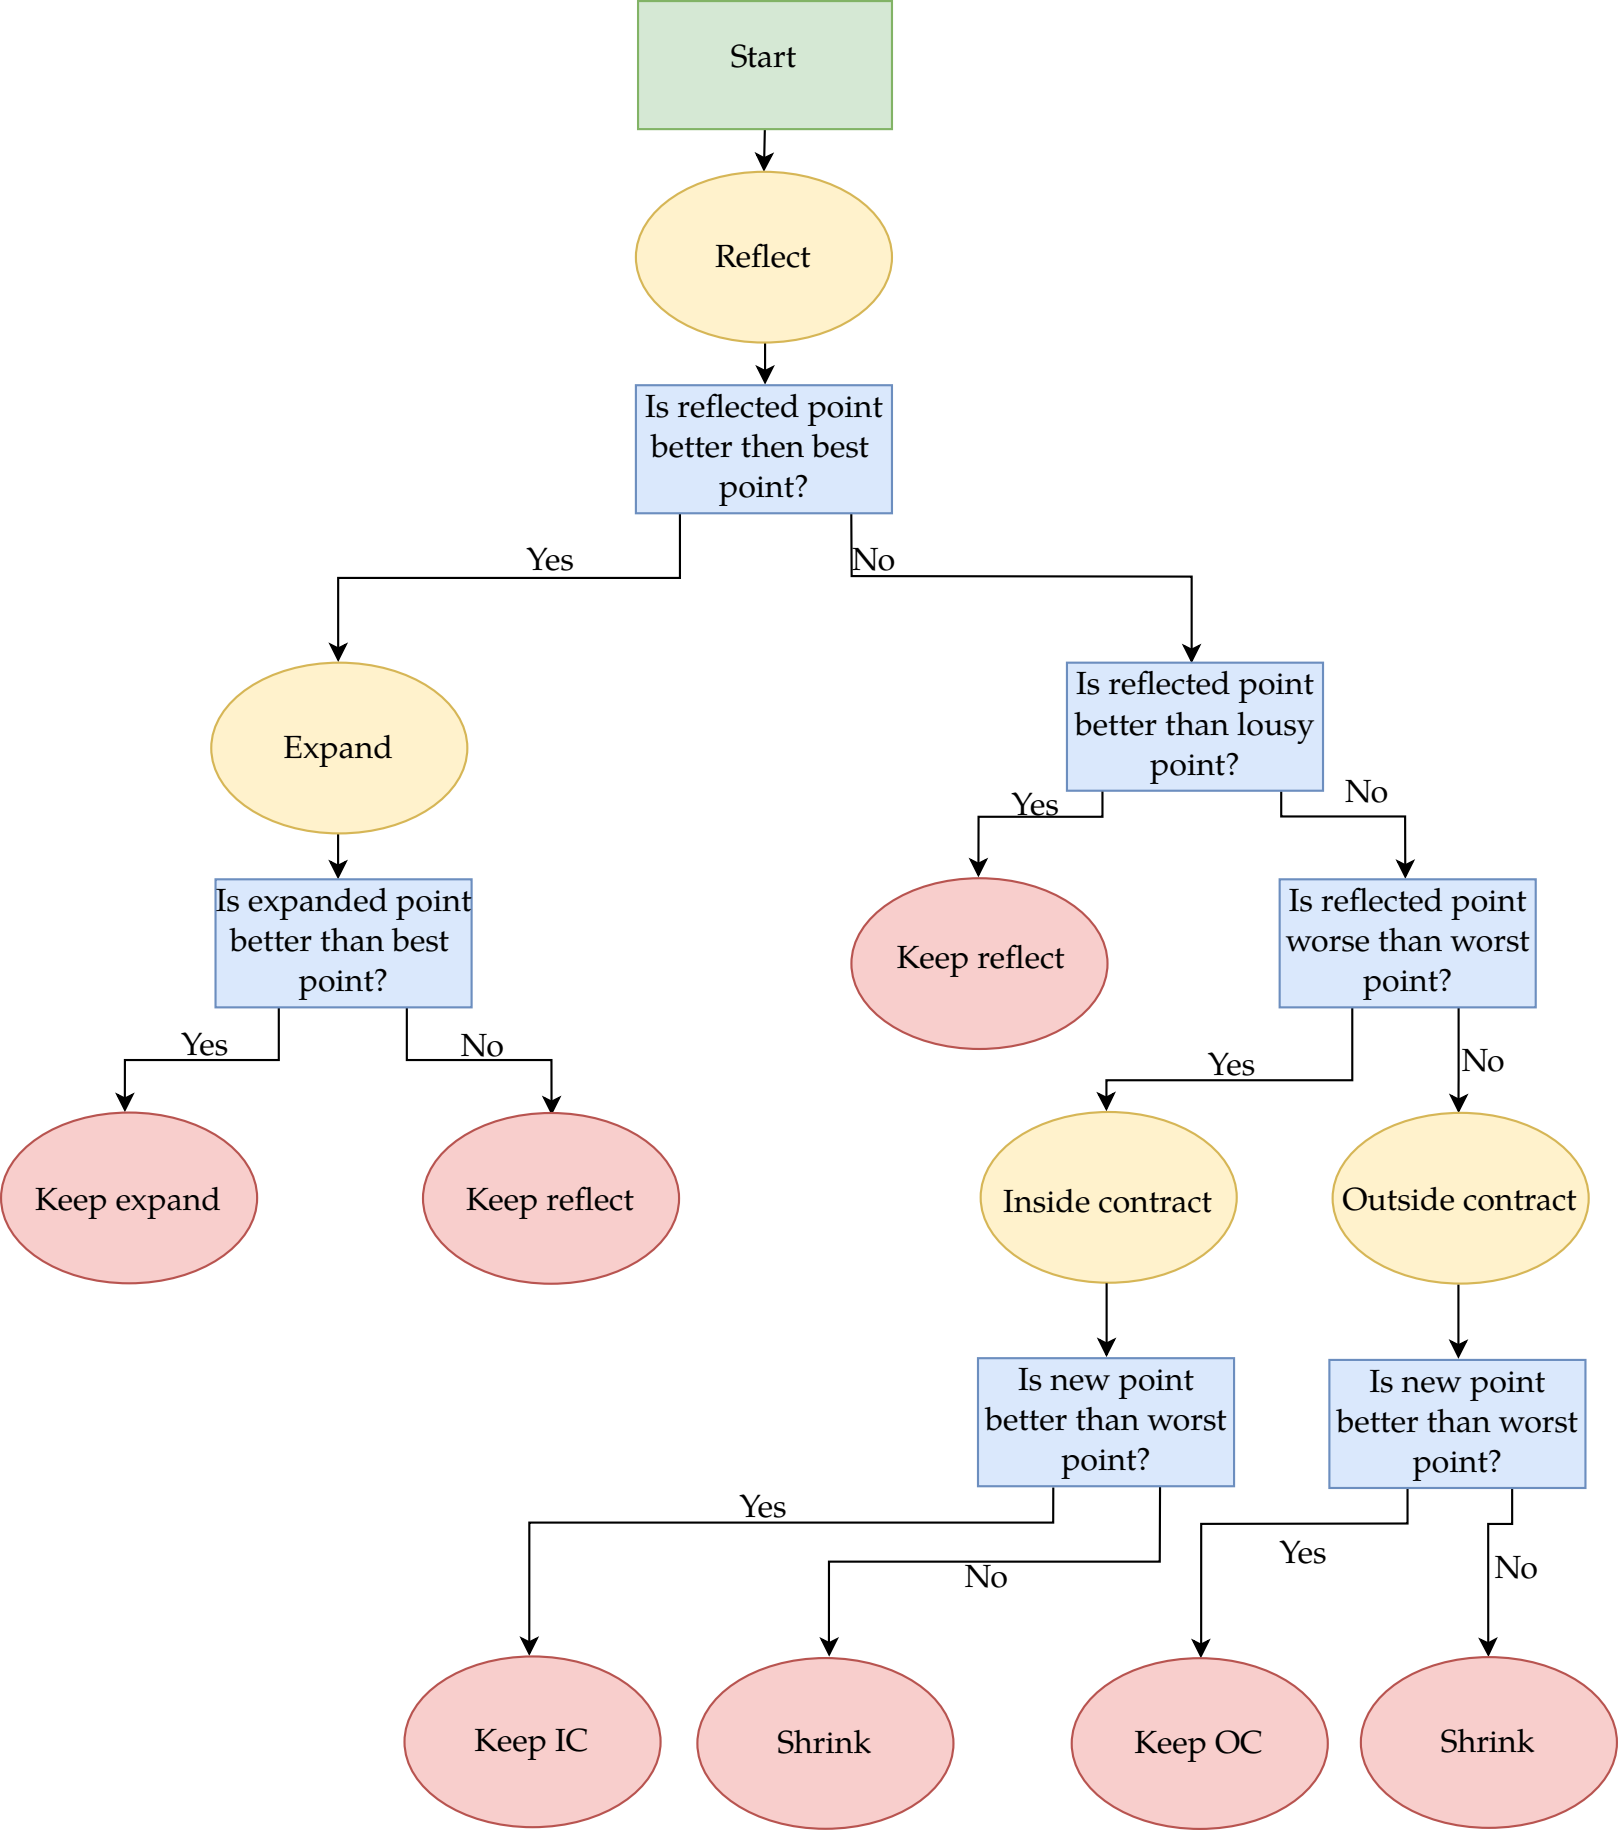 Start
Reflect
Is reflected point
better then best
point?
Yes
No
Expand
Is reflected point
better than lousy
point?
Yes
No
Is expanded point
better than best
point?
Keep reflect
Is reflected point
worse than worst
point?
Yes
No
Yes
No
Keep expand
Keep reflect
Inside contract
Outside contract
Is new point
better than worst
point?
Is new point
better than worst
point?
Yes
No
Yes
No
Keep IC
Shrink
Keep OC
Shrink